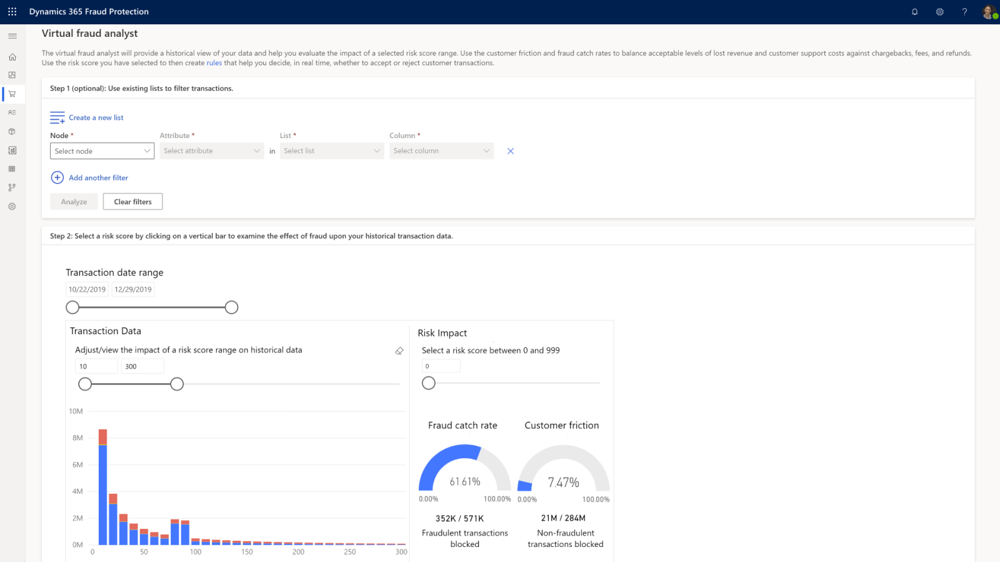 Dynamics 365 Fraud Protection
?
Virtual fraud analyst
The virtual fraud analyst will provide a historical view of your data and help you evaluate the impact of a selected risk score range. Use the customer friction and fraud catch rates to balance acceptable levels of lost revenue and customer support costs against chargebacks, fees, and refunds.
Use the risk score you have selected to then create rules that help you decide, in real time, whether to accept or reject customer transactions.
Step 1 (optional): Use existing lists to filter transactions.
Create a new list
Node * Attribute * List * Column *
Select node Select attribute in Select list Select column
Add another filter
Analyze Clear filters
Step 2: Select a risk score by clicking on a vertical bar to examine the effect of fraud upon your historical transaction data.
Transaction date range
10/22/2019 12/29/2019
Transaction Data
Adjust/view the impact of a risk score range on historical data
10 300
10M
8M
6M
4M
2M
0M
0 50 100 150 200 250 300
Risk Impact
Select a risk score between 0 and 999
0
Fraud catch rate Customer friction
61.61% 7.47%
0.00% 100.00% 0.00% 100.00%
352K / 571K 21M / 284M
Fraudulent transactions Non-fraudulent
blocked transactions blocked